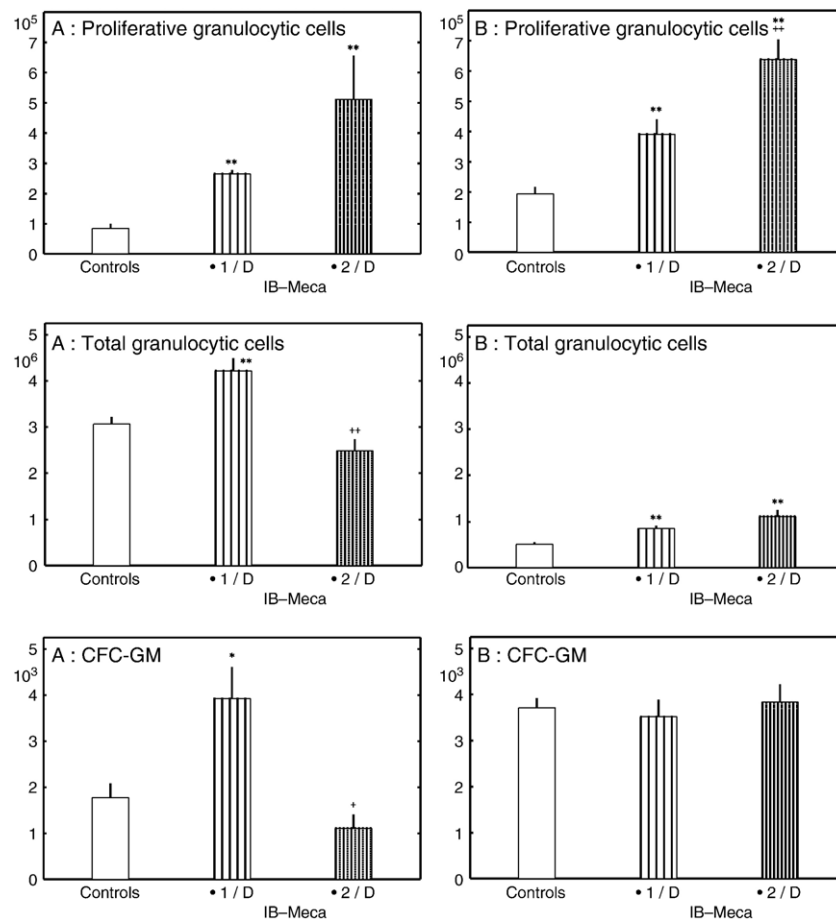 A : Proliferative granulocytic cells
10⁵
7
6
5
4
3
2
1
0
**
**
Controls
• 1 / D
• 2 / D
IB–Meca
B : Proliferative granulocytic cells
10⁵
7
6
5
4
3
2
1
0
**
**
++
Controls
• 1 / D
• 2 / D
IB–Meca
A : Total granulocytic cells
5
10⁶
4
3
2
1
0
**
++
Controls
• 1 / D
• 2 / D
IB–Meca
B : Total granulocytic cells
5
10⁶
4
3
2
1
0
**
**
Controls
• 1 / D
• 2 / D
IB–Meca
A : CFC-GM
5
10³
4
3
2
1
0
*
+
Controls
• 1 / D
• 2 / D
IB–Meca
B : CFC-GM
5
10³
4
3
2
1
0
Controls
• 1 / D
• 2 / D
IB–Meca